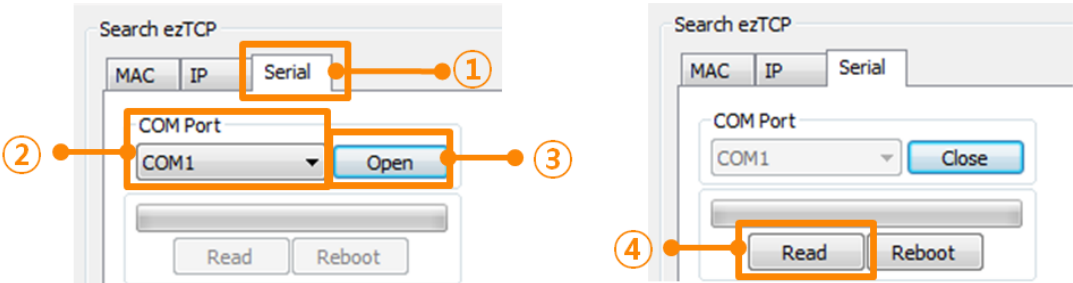 Search ezTCP
MAC IP Serial ①
COM Port
② COM1 Open ③
Read Reboot
Search ezTCP
MAC IP Serial
COM Port
COM1 Close
④ Read Reboot